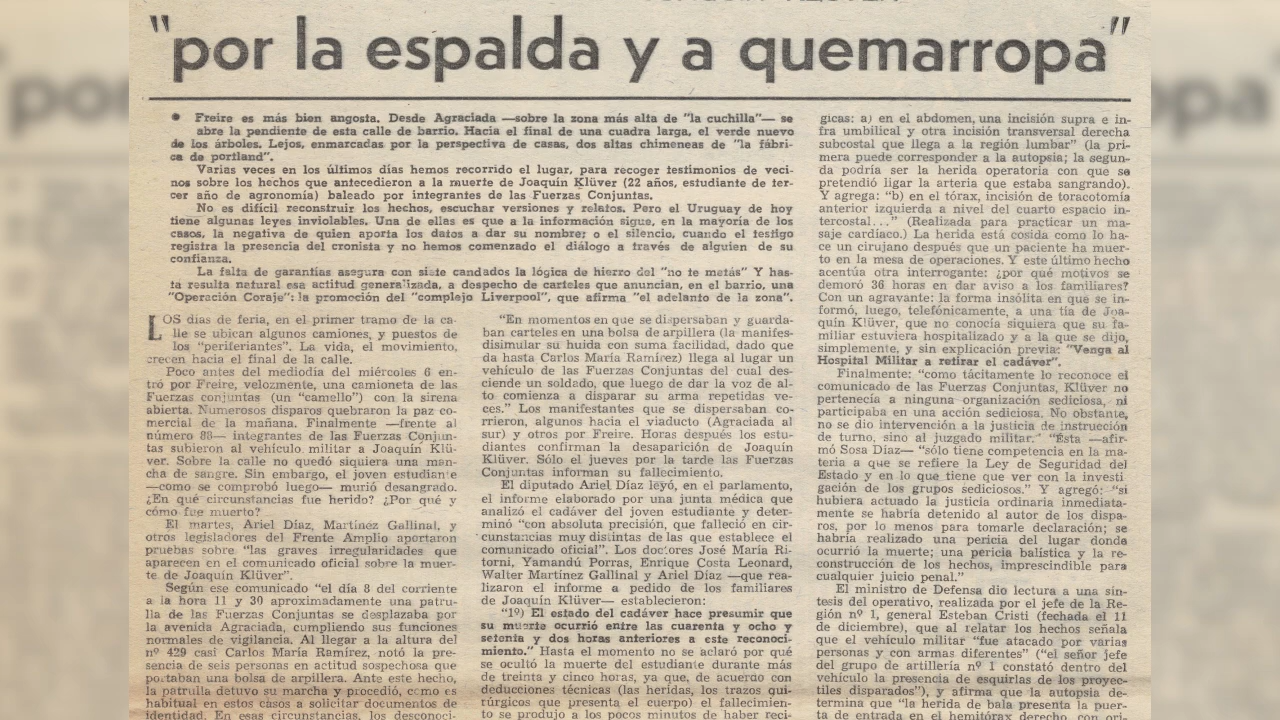 "por la espalda y a quemarropa"
● Freire es más bien angosta. Desde Agraciada —sobre la zona más alta de "la cuchilla"— se
abre la pendiente de esta calle de barrio. Hacia el final de una cuadra larga, el verde nuevo
de los árboles. Lejos, enmarcadas por la perspectiva de casas, dos altas chimeneas de "la fábri-
ca de portland".
Varias veces en los últimos días hemos recorrido el lugar, para recoger testimonios de veci-
nos sobre los hechos que antecedieron a la muerte de Joaquín Klüver (22 años, estudiante de ter-
cer año de agronomía) baleado por integrantes de las Fuerzas Conjuntas.
No es difícil reconstruir los hechos, escuchar versiones y relatos. Pero el Uruguay de hoy
tiene algunas leyes inviolables. Una de ellas es que a la información sigue, en la mayoría de los
casos, la negativa de quien aporta los datos a dar su nombre; o el silencio, cuando el testigo
registra la presencia del cronista y no hemos comenzado el diálogo a través de alguien de su
confianza.
La falta de garantías asegura con siete candados la lógica de hierro del "no te metás" Y has-
ta resulta natural esa actitud generalizada, a despecho de carteles que anuncian, en el barrio, una
"Operación Coraje": la promoción del "complejo Liverpool", que afirma "el adelanto de la zona".
LOS días de feria, en el primer tramo de la ca-
lle se ubican algunos camiones, y puestos de
los "periferiantes". La vida, el movimiento,
crecen hacia el final de la calle.
Poco antes del mediodía del miércoles 6 en-
tró por Freire, velozmente, una camioneta de las
Fuerzas conjuntas (un "camello") con la sirena
abierta. Numerosos disparos quebraron la paz co-
mercial de la mañana. Finalmente —frente al
número 88— integrantes de las Fuerzas Conjun-
tas subieron al vehículo militar a Joaquín Klü-
ver. Sobre la calle no quedó siquiera una man-
cha de sangre. Sin embargo, el joven estudiante
—como se comprobó luego— murió desangrado.
¿En qué circunstancias fue herido? ¿Por qué y
cómo fue muerto?
El martes, Ariel Díaz, Martínez Gallinal, y
otros legisladores del Frente Amplio aportaron
pruebas sobre "las graves irregularidades que
aparecen en el comunicado oficial sobre la muer-
te de Joaquín Klüver".
Según ese comunicado "el día 8 del corriente
a la hora 11 y 30 aproximadamente una patru-
lla de las Fuerzas Conjuntas se desplazaba por
la avenida Agraciada, cumpliendo sus funciones
normales de vigilancia. Al llegar a la altura del
nº 429 casi Carlos María Ramírez, notó la pre-
sencia de seis personas en actitud sospechosa que
portaban una bolsa de arpillera. Ante este hecho,
la patrulla detuvo su marcha y procedió, como es
habitual en estos casos a solicitar documentos de
identidad. En esas circunstancias, los desconoci-
"En momentos en que se dispersaban y guarda-
ban carteles en una bolsa de arpillera (la manifes-
disimular su huida con suma facilidad, dado que
da hasta Carlos María Ramírez) llega al lugar un
vehículo de las Fuerzas Conjuntas del cual des-
ciende un soldado, que luego de dar la voz de al-
to comienza a disparar su arma repetidas ve-
ces." Los manifestantes que se dispersaban co-
rrieron, algunos hacia el viaducto (Agraciada al
sur) y otros por Freire. Horas después los estu-
diantes confirman la desaparición de Joaquín
Klüver. Sólo el jueves por la tarde las Fuerzas
Conjuntas informan su fallecimiento.
El diputado Ariel Díaz leyó, en el parlamento,
el informe elaborado por una junta médica que
analizó el cadáver del joven estudiante y deter-
minó "con absoluta precisión, que falleció en cir-
cunstancias muy distintas de las que establece el
comunicado oficial". Los doctores José María Ri-
torni, Yamandú Porras, Enrique Costa Leonard,
Walter Martínez Gallinal y Ariel Díaz —que rea-
lizaron el informe a pedido de los familiares
de Joaquín Klüver— establecieron:
"1º) El estado del cadáver hace presumir que
su muerte ocurrió entre las cuarenta y ocho y
setenta y dos horas anteriores a este reconoci-
miento." Hasta el momento no se aclaró por qué
se ocultó la muerte del estudiante durante más
de treinta y cinco horas, ya que, de acuerdo con
deducciones técnicas (las heridas, los trazos qui-
rúrgicos que presenta el cuerpo) el fallecimien-
to se produjo a los pocos minutos de haber reci-
gicas: a) en el abdomen, una incisión supra e in-
fra umbilical y otra incisión transversal derecha
subcostal que llega a la región lumbar" (la pri-
mera puede corresponder a la autopsia; la segun-
da podría ser la herida operatoria con que se
pretendió ligar la arteria que estaba sangrando).
Y agrega: "b) en el tórax, incisión de toracotomía
anterior izquierda a nivel del cuarto espacio in-
tercostal..." (Realizada para practicar un ma-
saje cardíaco.) La herida está cosida como lo ha-
ce un cirujano después que un paciente ha muer-
to en la mesa de operaciones. Y este último hecho
acentúa otra interrogante: ¿por qué motivos se
demoró 36 horas en dar aviso a los familiares?
Con un agravante: la forma insólita en que se in-
formó, luego, telefónicamente, a una tía de Joa-
quín Klüver, que no conocía siquiera que su fa-
miliar estuviera hospitalizado y a la que se dijo,
simplemente, y sin explicación previa: "Venga al
Hospital Militar a retirar el cadáver".
Finalmente: "como tácitamente lo reconoce el
comunicado de las Fuerzas Conjuntas, Klüver no
pertenecía a ninguna organización sediciosa, ni
participaba en una acción sediciosa. No obstante,
no se dio intervención a la justicia de instrucción
de turno, sino al juzgado militar." "Ésta —afir-
mó Sosa Díaz— "sólo tiene competencia en la ma-
teria a que se refiere la Ley de Seguridad del
Estado y en lo que tiene que ver con la investi
gación de los grupos sediciosos." Y agregó: "si
hubiera actuado la justicia ordinaria inmediata-
mente se habría detenido al autor de los dispa-
ros, por lo menos para tomarle declaración; se
habría realizado una pericia del lugar donde
ocurrió la muerte; una pericia balística y la re-
construcción de los hechos, imprescindible para
cualquier juicio penal."
El ministro de Defensa dio lectura a una sín-
tesis del operativo, realizada por el jefe de la Re-
gión nº 1, general Esteban Cristi (fechada el 11
de diciembre), que al relatar los hechos señala
que el vehículo militar "fue atacado por varias
personas y con armas diferentes" ("el señor jefe
del grupo de artillería nº 1 constató dentro del
vehículo la presencia de esquirlas de los proyec-
tiles disparados"), y afirma que la autopsia de-
termina que "la herida de bala presenta la puer-
ta de entrada en el hemitórax derecho, con ori-